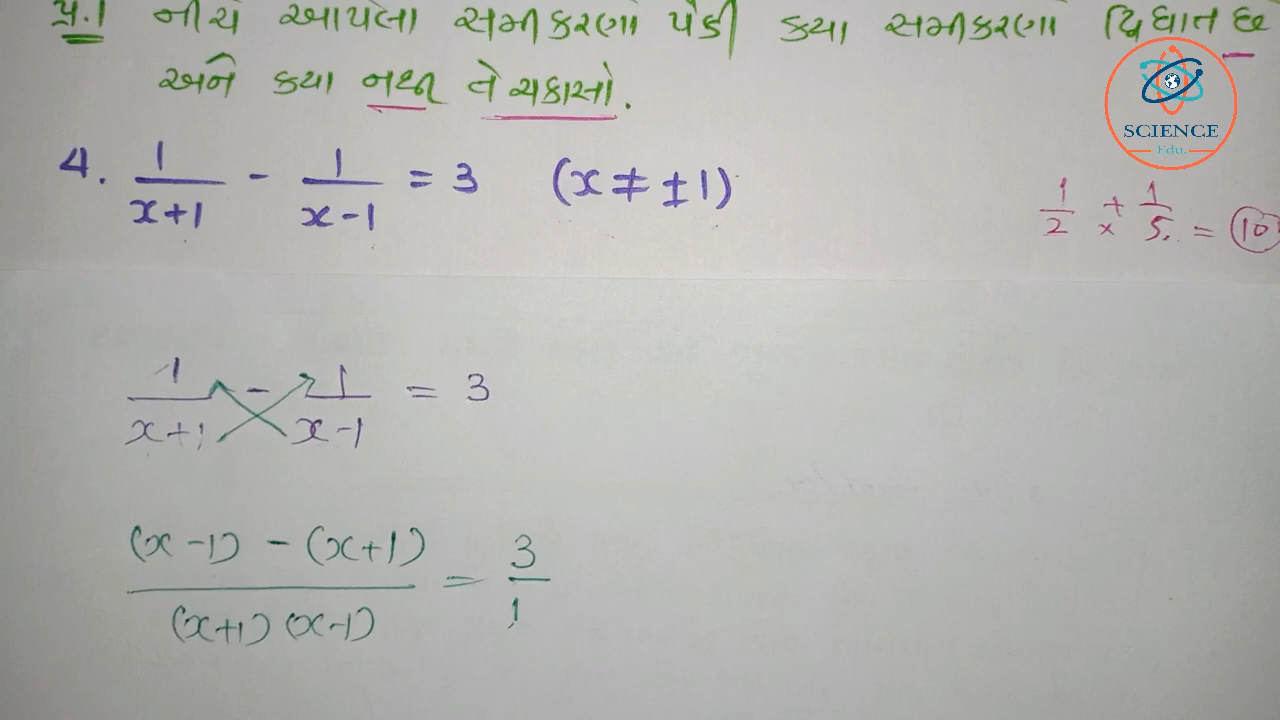 પ્ર.1 નીચે આપેલા સમીકરણો પૈકી કયા સમીકરણો દ્વિઘાત છે
અને કયા નથી તે ચકાસો.
SCIENCE
Edu.
4. 1/(x+1) - 1/(x-1) = 3 (x ≠ ±1)
1/2 + × 1/5. = 10
1/(x+1) - 1/(x-1) = 3
((x-1) - (x+1))/((x+1)(x-1)) = 3/1